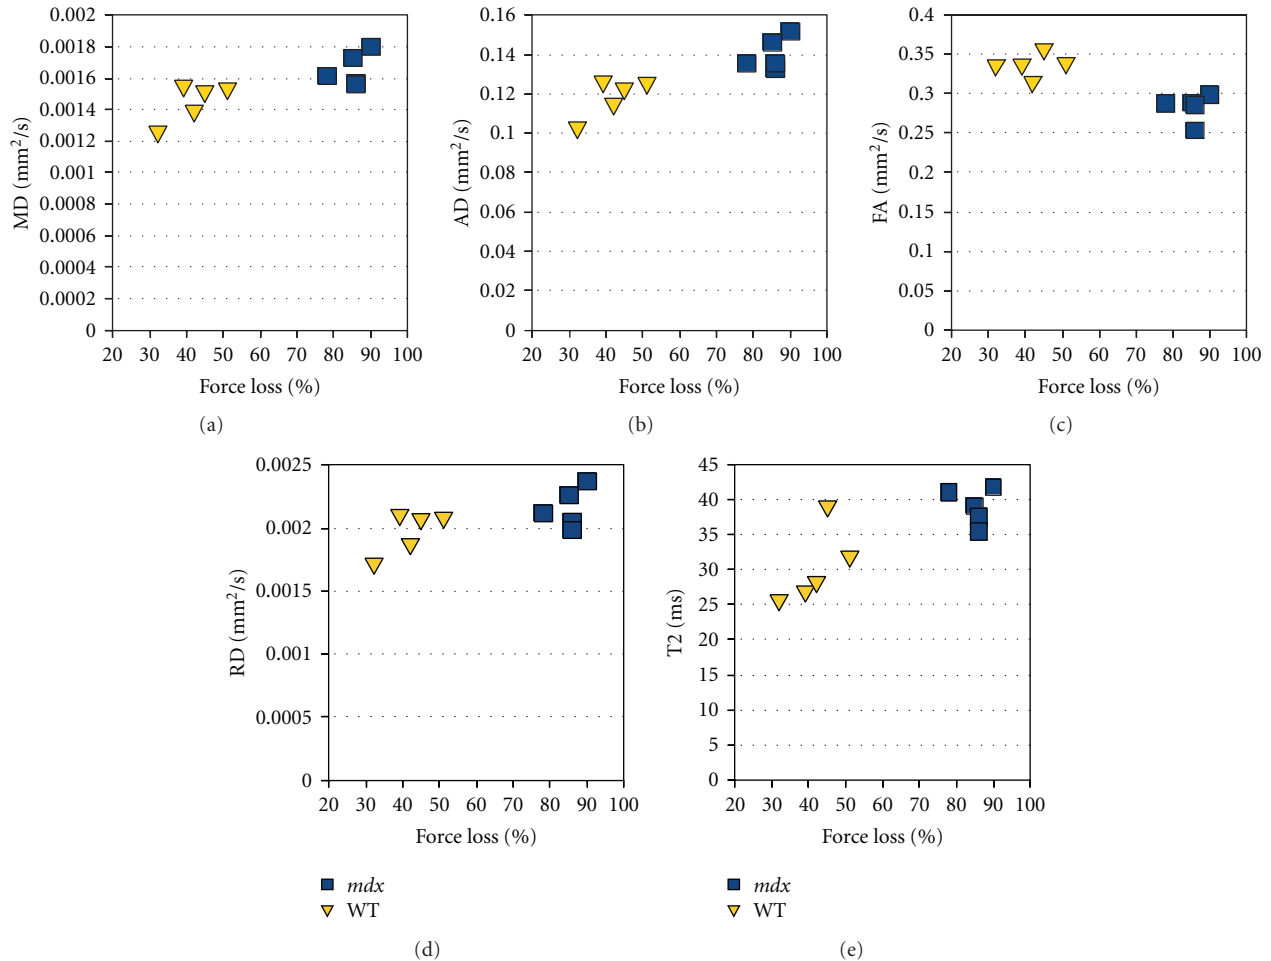 0.002
0.0018
0.0016
0.0014
0.0012
0.001
0.0008
0.0006
0.0004
0.0002
0
MD (mm²/s)
20 30 40 50 60 70 80 90 100
Force loss (%)
(a)
0.16
0.14
0.12
0.1
0.08
0.06
0.04
0.02
0
AD (mm²/s)
20 30 40 50 60 70 80 90 100
Force loss (%)
(b)
0.4
0.35
0.3
0.25
0.2
0.15
0.1
0.05
0
FA (mm²/s)
20 30 40 50 60 70 80 90 100
Force loss (%)
(c)
0.0025
0.002
0.0015
0.001
0.0005
0
RD (mm²/s)
20 30 40 50 60 70 80 90 100
Force loss (%)
mdx
WT
(d)
45
40
35
30
25
20
15
10
5
0
T2 (ms)
20 30 40 50 60 70 80 90 100
Force loss (%)
mdx
WT
(e)